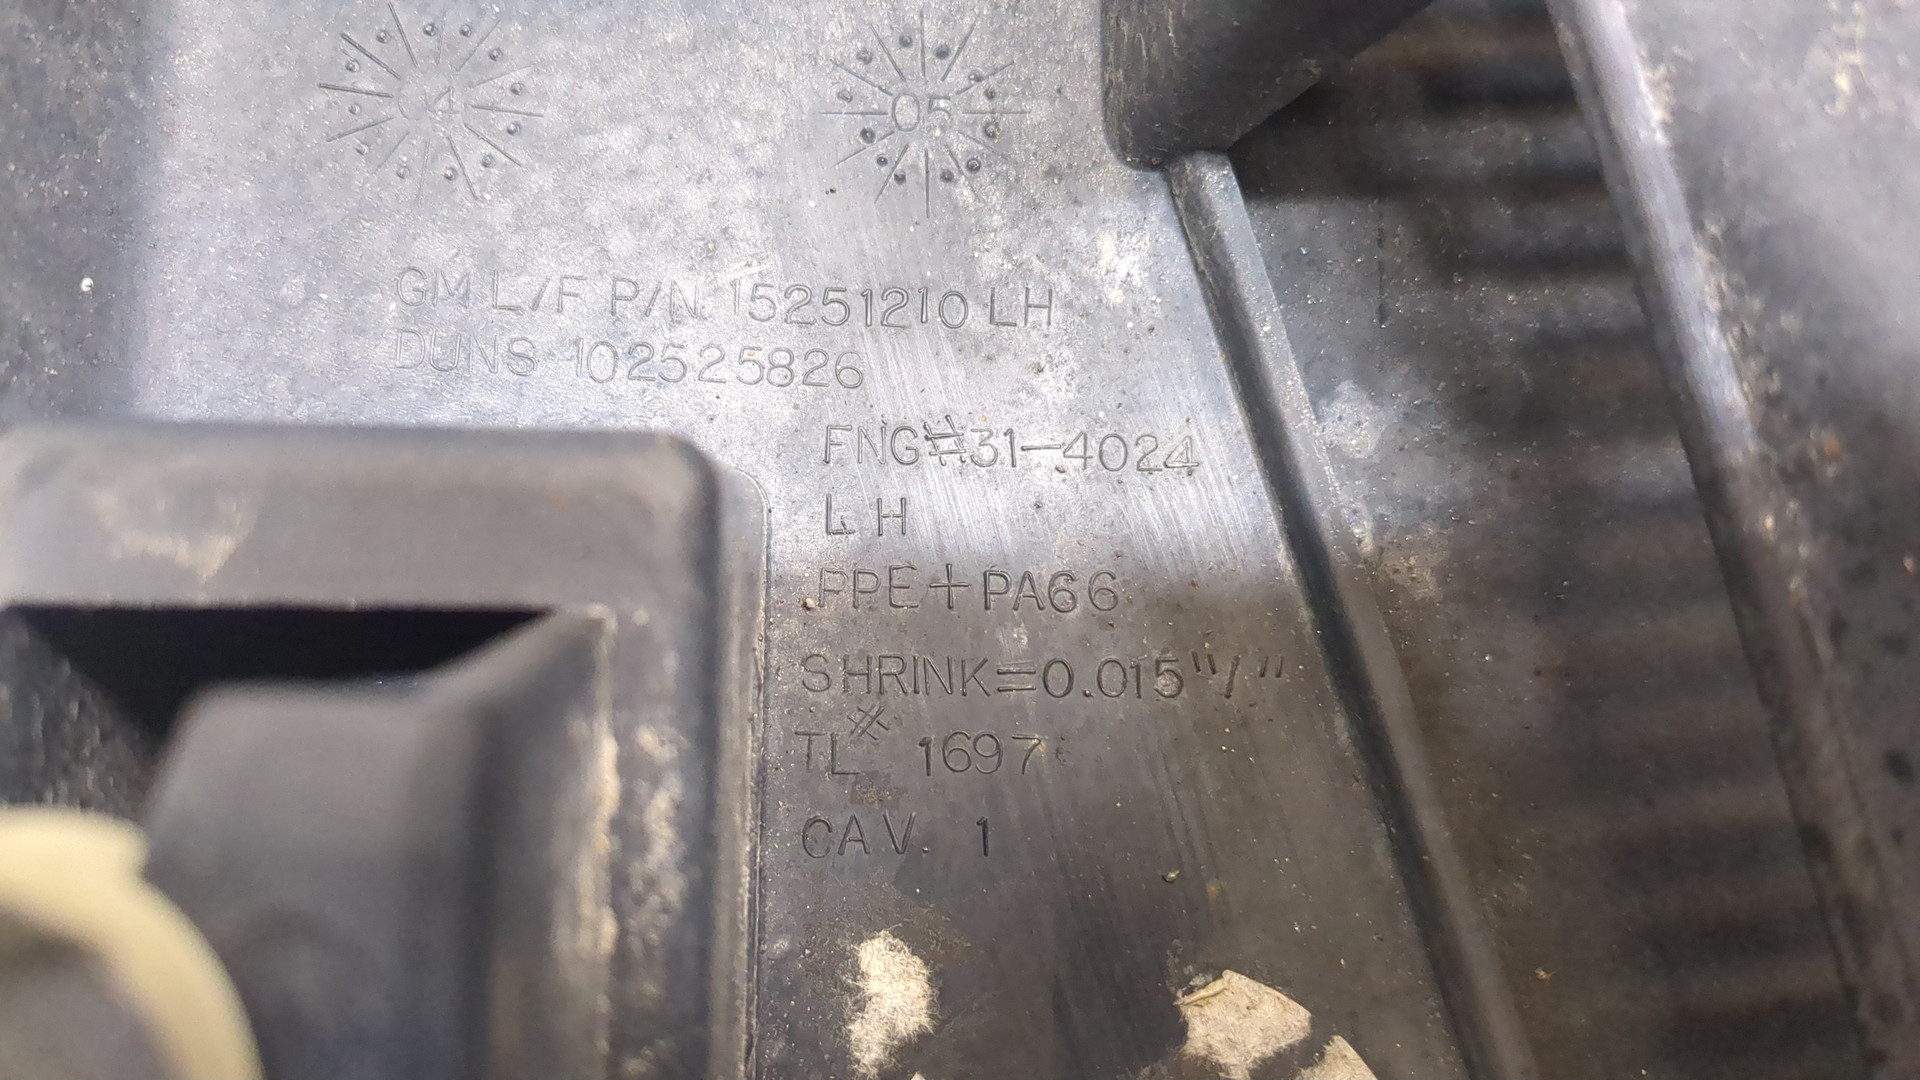 04 05
GM L/F P/N 15251210 LH
DUNS 102525826
FNG#31-4024
LH
PPE+PA66
SHRINK=0.015"/"
TL# 1697
CAV. 1